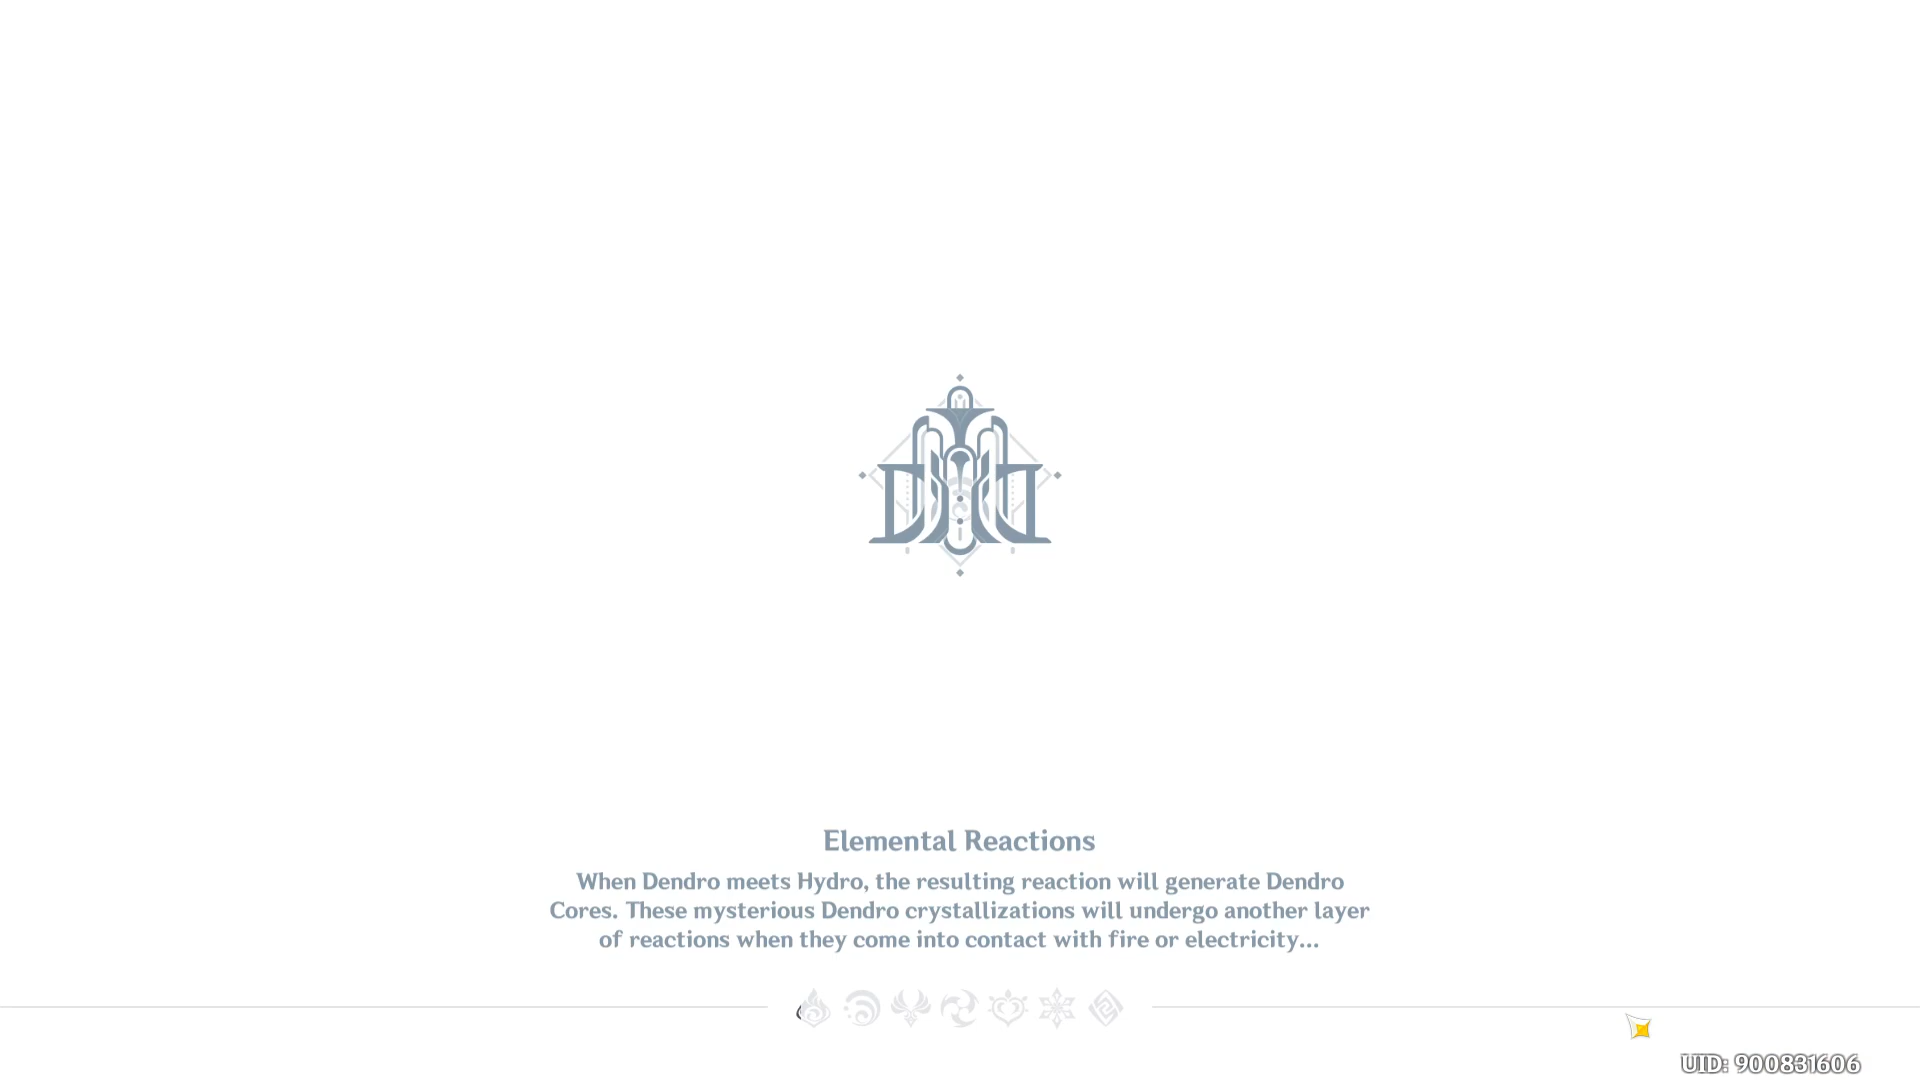 Elemental Reactions
When Dendro meets Hydro, the resulting reaction will generate Dendro
Cores. These mysterious Dendro crystallizations will undergo another layer
of reactions when they come into contact with fire or electricity...
UID: 900831606